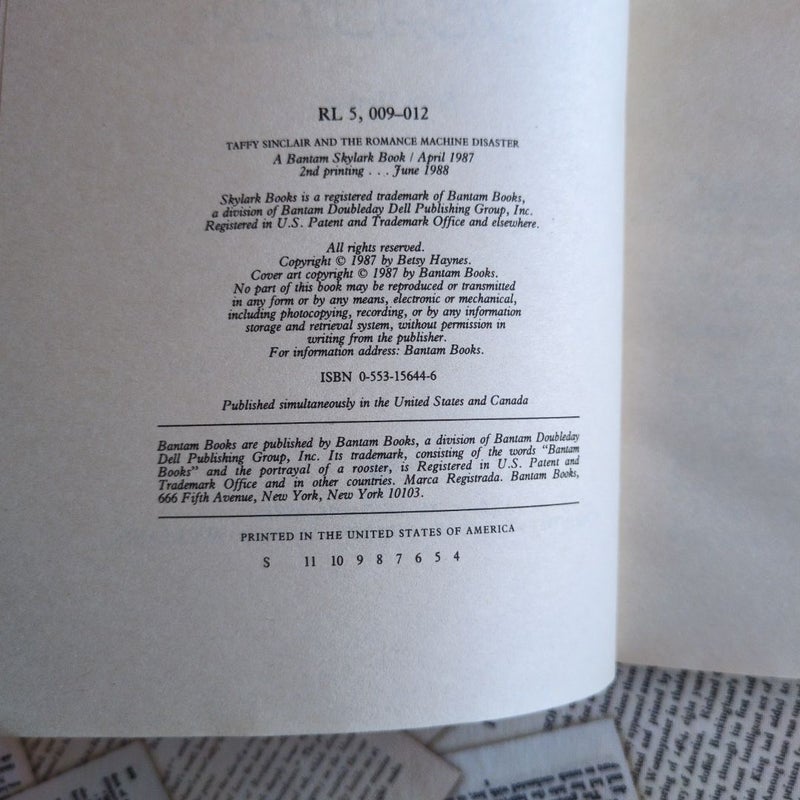 RL 5, 009–012
TAFFY SINCLAIR AND THE ROMANCE MACHINE DISASTER
A Bantam Skylark Book / April 1987
2nd printing . . . June 1988
Skylark Books is a registered trademark of Bantam Books,
a division of Bantam Doubleday Dell Publishing Group, Inc.
Registered in U.S. Patent and Trademark Office and elsewhere.
All rights reserved.
Copyright © 1987 by Betsy Haynes.
Cover art copyright © 1987 by Bantam Books.
No part of this book may be reproduced or transmitted
in any form or by any means, electronic or mechanical,
including photocopying, recording, or by any information
storage and retrieval system, without permission in
writing from the publisher.
For information address: Bantam Books.
ISBN 0-553-15644-6
Published simultaneously in the United States and Canada
Bantam Books are published by Bantam Books, a division of Bantam Doubleday
Dell Publishing Group, Inc. Its trademark, consisting of the words “Bantam
Books” and the portrayal of a rooster, is Registered in U.S. Patent and
Trademark Office and in other countries. Marca Registrada. Bantam Books,
666 Fifth Avenue, New York, New York 10103.
PRINTED IN THE UNITED STATES OF AMERICA
S 11 10 9 8 7 6 5 4